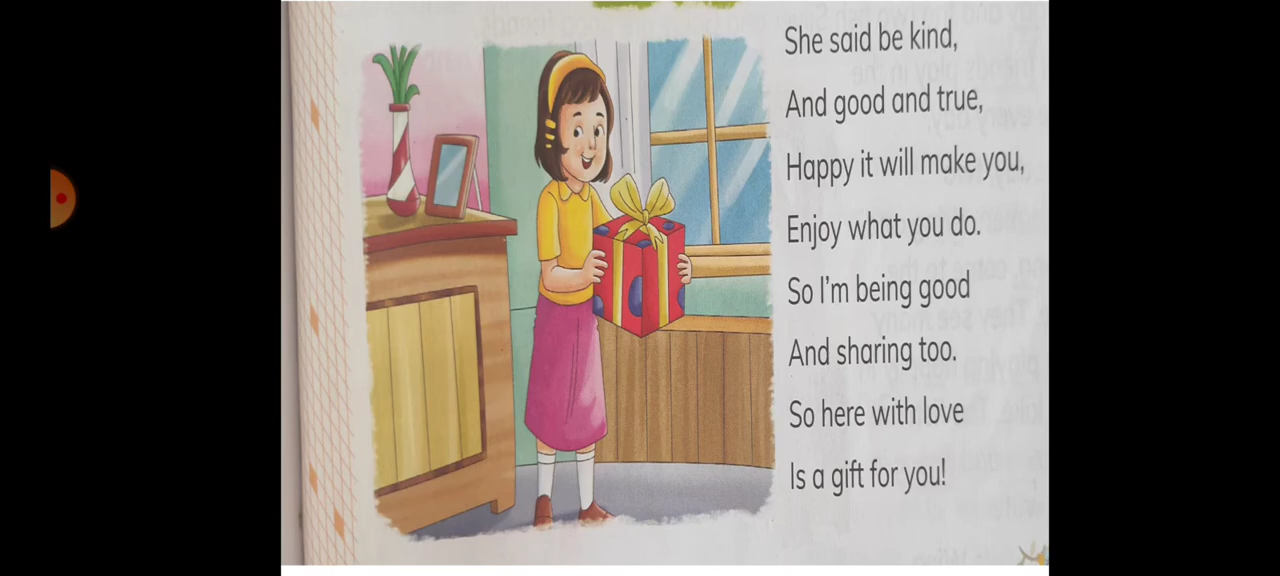 She said be kind,
And good and true,
Happy it will make you,
Enjoy what you do.
So I'm being good
And sharing too.
So here with love
Is a gift for you!